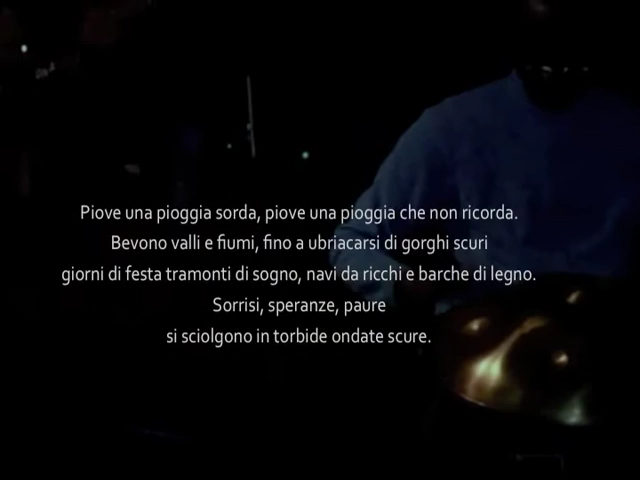 Piove una pioggia sorda, piove una pioggia che non ricorda.
Bevono valli e fiumi, fino a ubriacarsi di gorghi scuri
giorni di festa tramonti di sogno, navi da ricchi e barche di legno.
Sorrisi, speranze, paure
si sciolgono in torbide ondate scure.